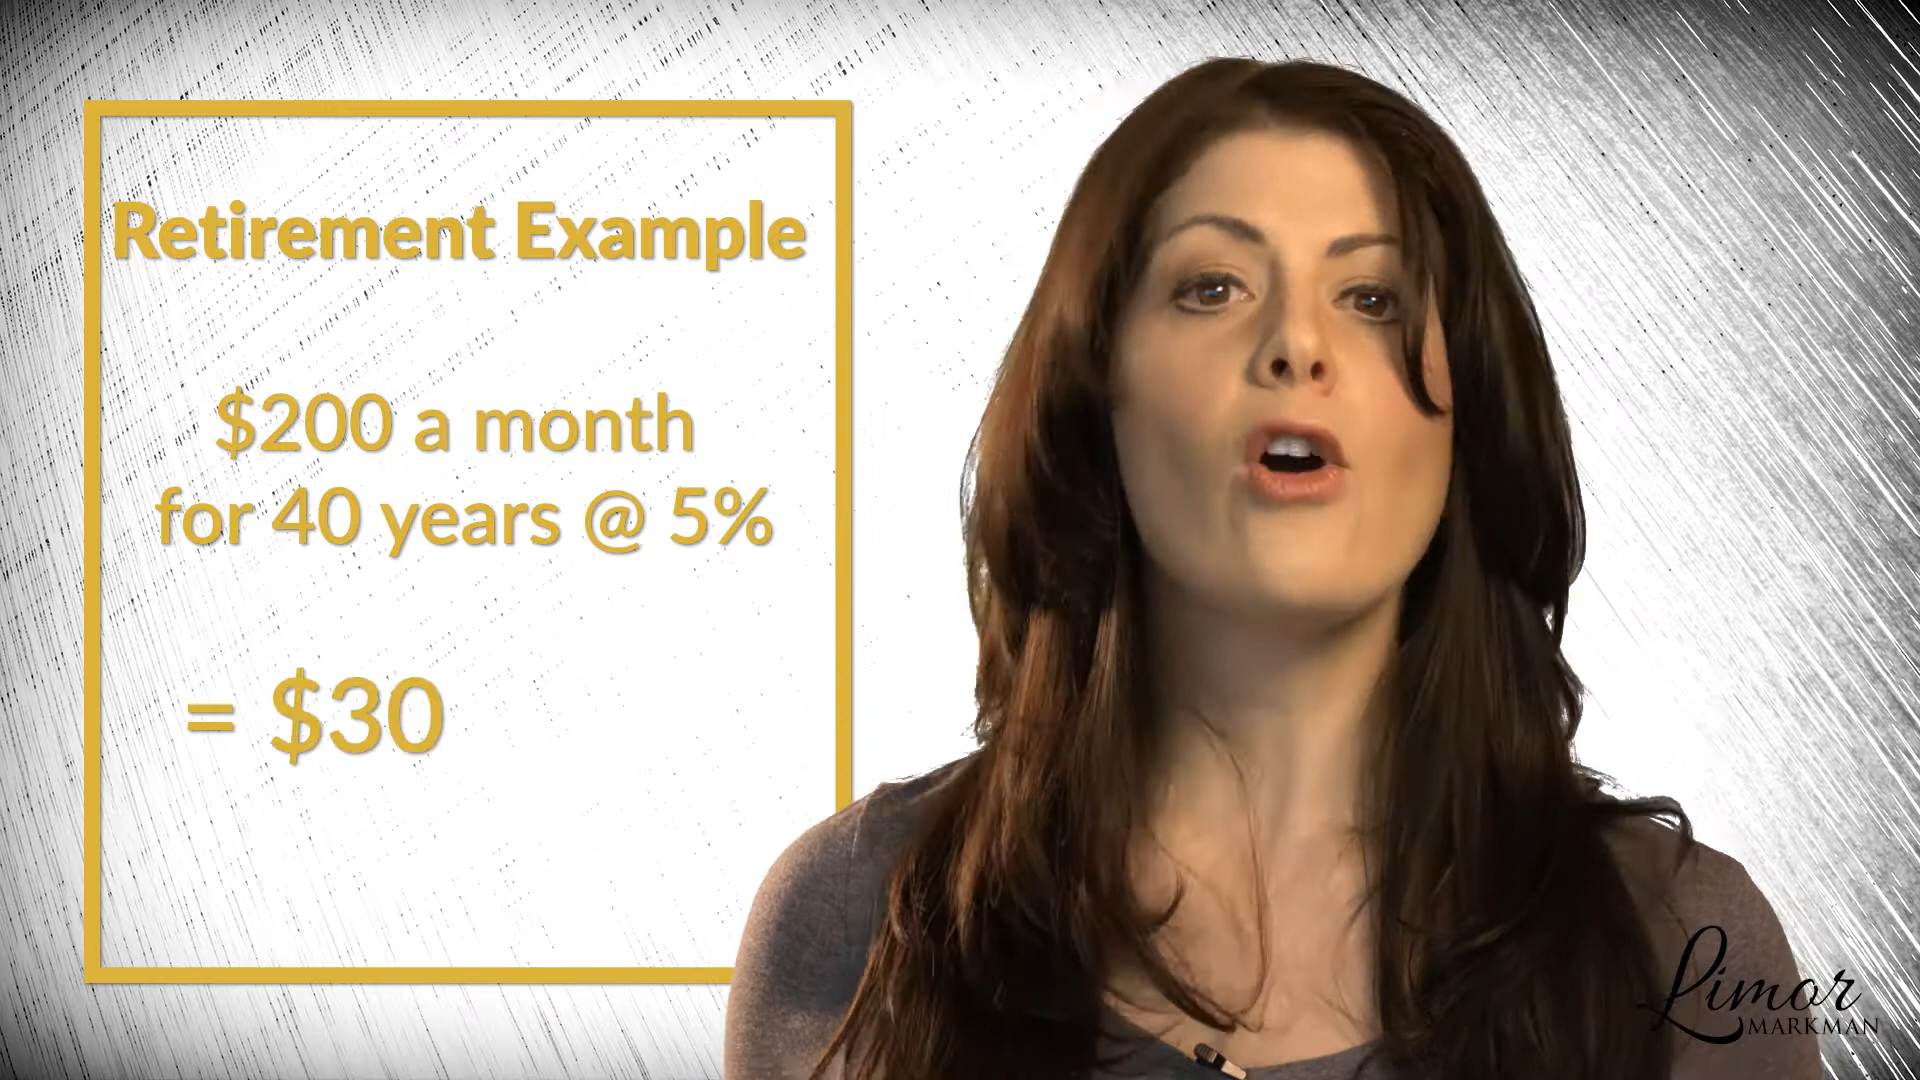 Retirement Example
$200 a month
for 40 years @ 5%
= $30
Limor
MARKMAN